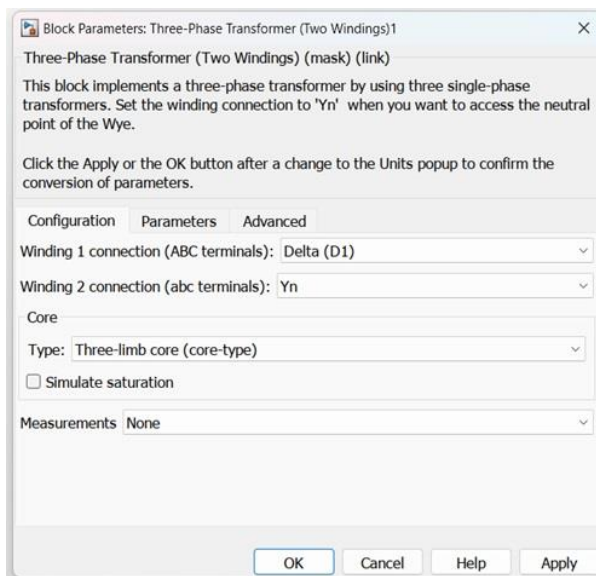 Block Parameters: Three-Phase Transformer (Two Windings)1
Three-Phase Transformer (Two Windings) (mask) (link)
This block implements a three-phase transformer by using three single-phase
transformers. Set the winding connection to 'Yn' when you want to access the neutral
point of the Wye.
Click the Apply or the OK button after a change to the Units popup to confirm the
conversion of parameters.
Configuration Parameters Advanced
Winding 1 connection (ABC terminals): Delta (D1)
Winding 2 connection (abc terminals): Yn
Core
Type: Three-limb core (core-type)
Simulate saturation
Measurements None
OK Cancel Help Apply